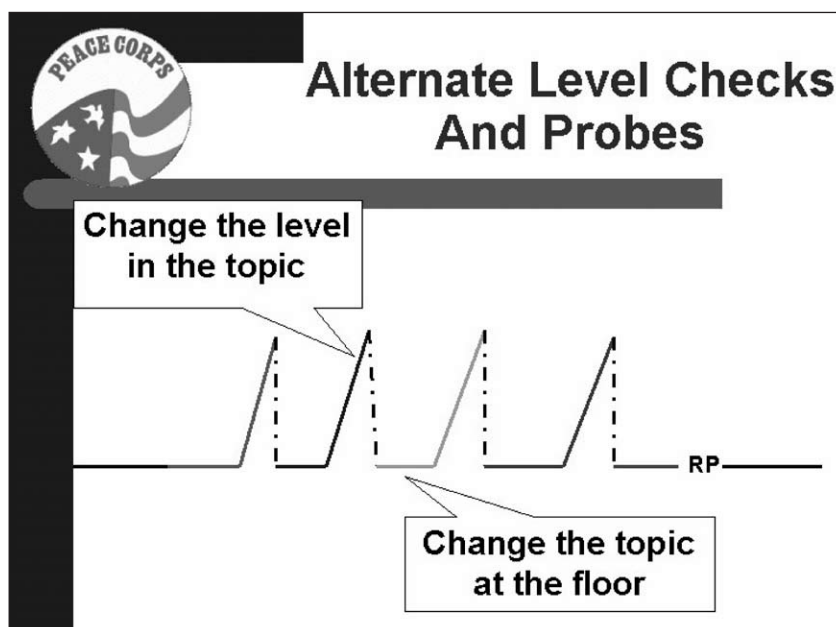 PEACE CORPS
Alternate Level Checks
And Probes
Change the level
in the topic
RP
Change the topic
at the floor